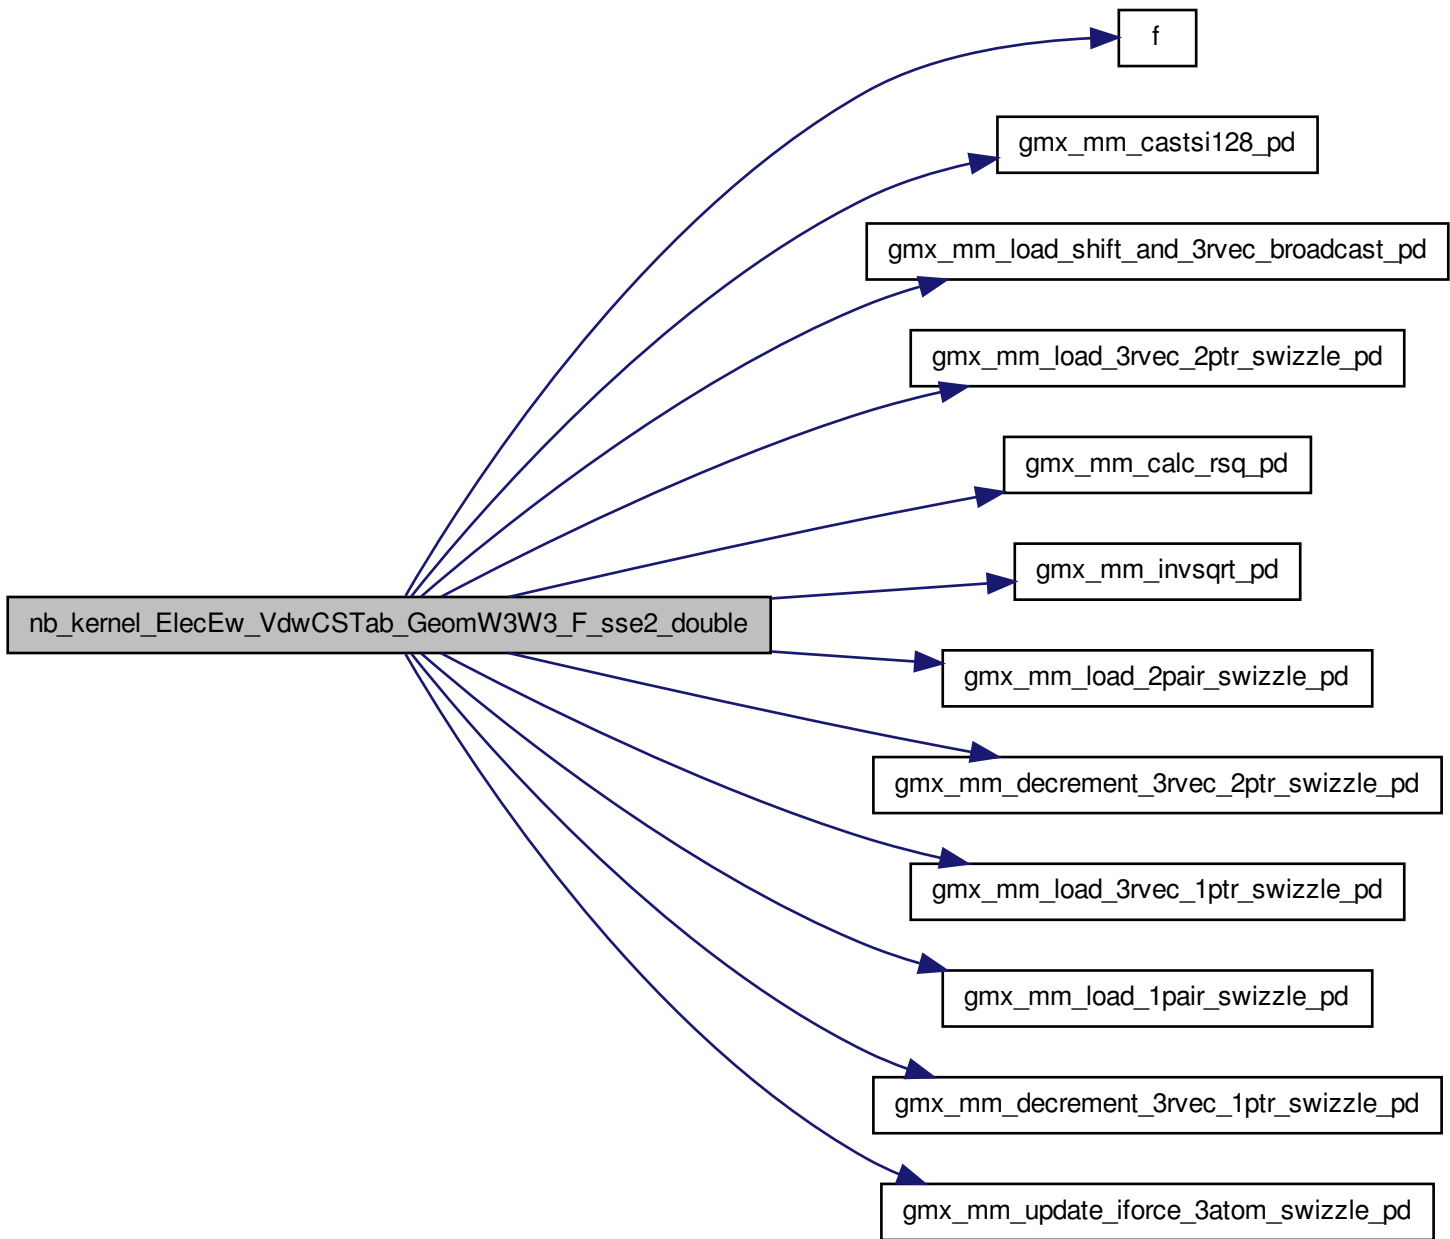 f
gmx_mm_castsi128_pd
gmx_mm_load_shift_and_3rvec_broadcast_pd
gmx_mm_load_3rvec_2ptr_swizzle_pd
gmx_mm_calc_rsq_pd
gmx_mm_invsqrt_pd
nb_kernel_ElecEw_VdwCSTab_GeomW3W3_F_sse2_double
gmx_mm_load_2pair_swizzle_pd
gmx_mm_decrement_3rvec_2ptr_swizzle_pd
gmx_mm_load_3rvec_1ptr_swizzle_pd
gmx_mm_load_1pair_swizzle_pd
gmx_mm_decrement_3rvec_1ptr_swizzle_pd
gmx_mm_update_iforce_3atom_swizzle_pd